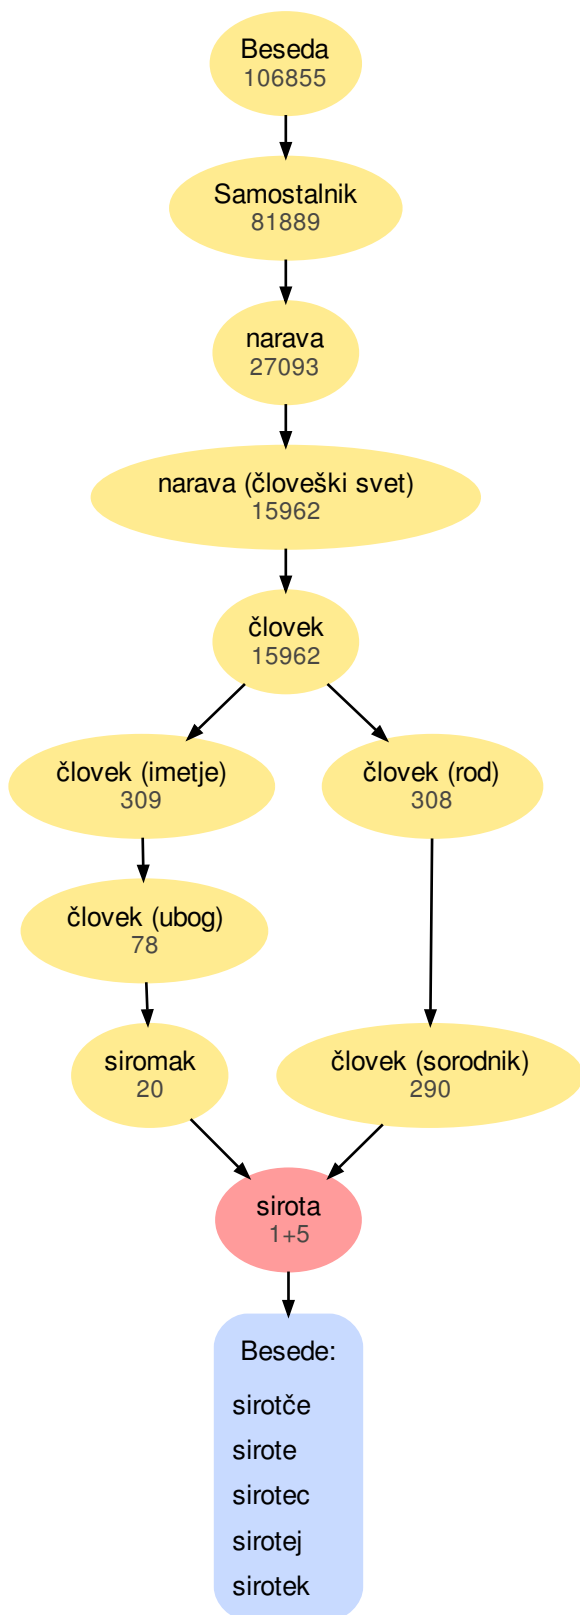 Beseda
106855
Samostalnik
81889
narava
27093
narava (človeški svet)
15962
človek
15962
človek (imetje)
309
človek (rod)
308
človek (ubog)
78
siromak
20
človek (sorodnik)
290
sirota
1+5
Besede:
sirotče
sirote
sirotec
sirotej
sirotek